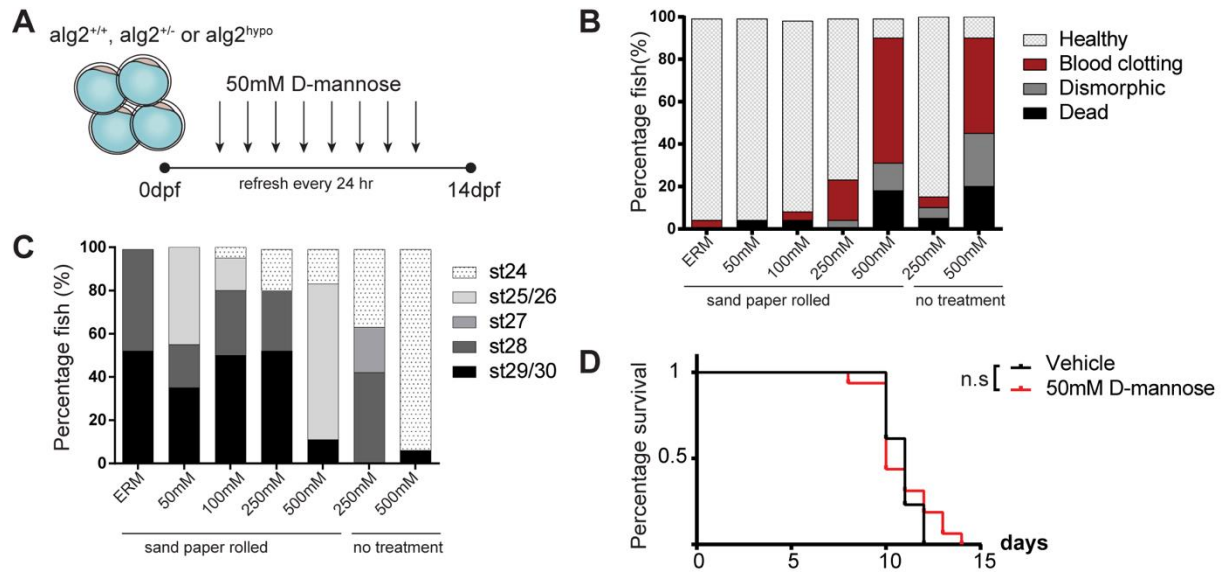 A
alg2+/+, alg2+/- or alg2hypo
50mM D-mannose
0dpf
refresh every 24 hr
14dpf
B
Percentage fish(%)
100
80
60
40
20
0
ERM
50mM
100mM
250mM
500mM
250mM
500mM
sand paper rolled
no treatment
Healthy
Blood clotting
Dismorphic
Dead
C
Percentage fish (%)
100
80
60
40
20
0
ERM
50mM
100mM
250mM
500mM
250mM
500mM
sand paper rolled
no treatment
st24
st25/26
st27
st28
st29/30
D
Percentage survival
1
0.5
0
5
10
15
days
n.s
Vehicle
50mM D-mannose